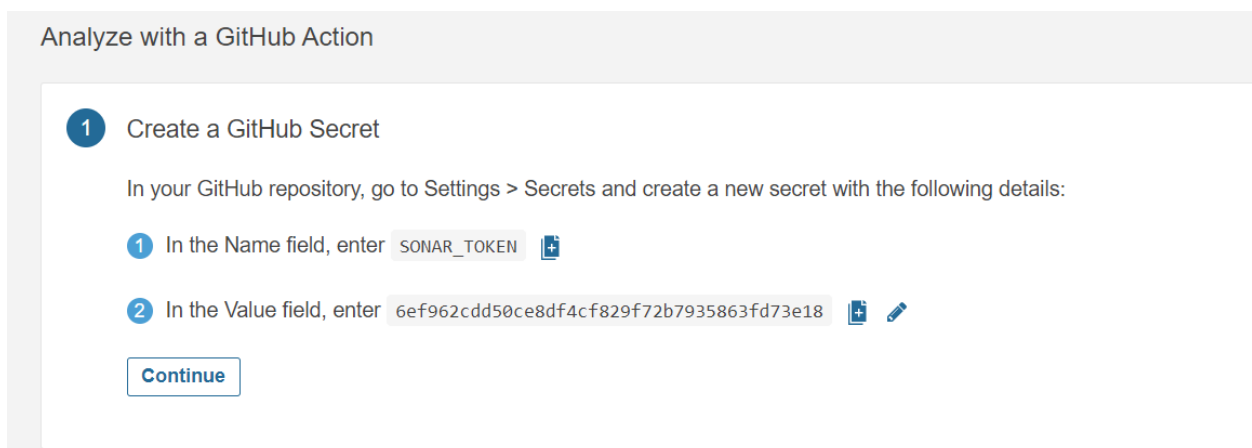 Analyze with a GitHub Action
1 Create a GitHub Secret
In your GitHub repository, go to Settings > Secrets and create a new secret with the following details:
1 In the Name field, enter SONAR_TOKEN
2 In the Value field, enter 6ef962cdd50ce8df4cf829f72b7935863fd73e18
Continue